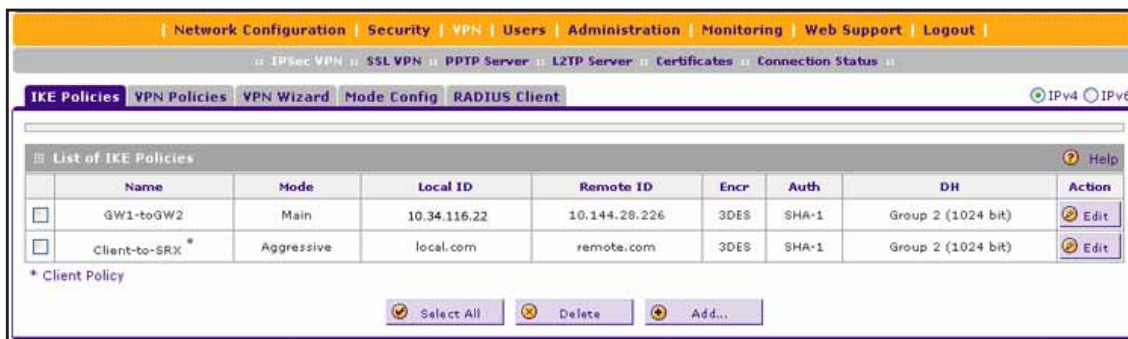 Network Configuration | Security | VPN | Users | Administration | Monitoring | Web Support | Logout
IPSec VPN :: SSL VPN :: PPTP Server :: L2TP Server :: Certificates :: Connection Status
IKE Policies VPN Policies VPN Wizard Mode Config RADIUS Client IPv4 IPv6
List of IKE Policies Help
Name Mode Local ID Remote ID Encr Auth DH Action
GW1-toGW2 Main 10.34.116.22 10.144.28.226 3DES SHA-1 Group 2 (1024 bit) Edit
Client-to-SRX * Aggressive local.com remote.com 3DES SHA-1 Group 2 (1024 bit) Edit
* Client Policy
Select All Delete Add...